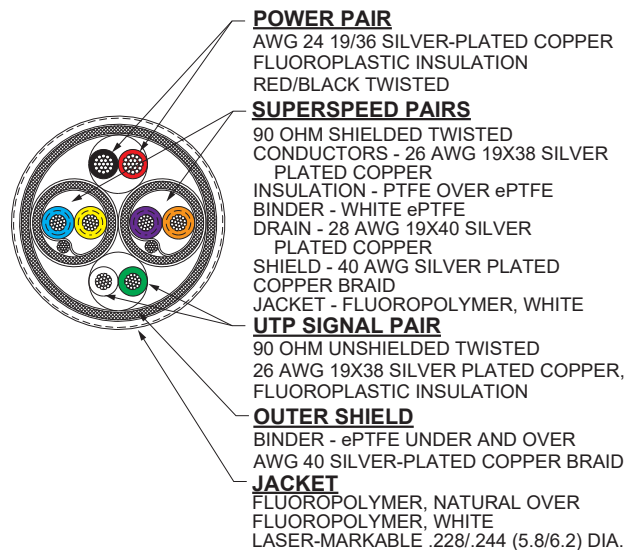 POWER PAIR
AWG 24 19/36 SILVER-PLATED COPPER
FLUOROPLASTIC INSULATION
RED/BLACK TWISTED
SUPERSPEED PAIRS
90 OHM SHIELDED TWISTED
CONDUCTORS - 26 AWG 19X38 SILVER
PLATED COPPER
INSULATION - PTFE OVER ePTFE
BINDER - WHITE ePTFE
DRAIN - 28 AWG 19X40 SILVER
PLATED COPPER
SHIELD - 40 AWG SILVER PLATED
COPPER BRAID
JACKET - FLUOROPOLYMER, WHITE
UTP SIGNAL PAIR
90 OHM UNSHIELDED TWISTED
26 AWG 19X38 SILVER PLATED COPPER,
FLUOROPLASTIC INSULATION
OUTER SHIELD
BINDER - ePTFE UNDER AND OVER
AWG 40 SILVER-PLATED COPPER BRAID
JACKET
FLUOROPOLYMER, NATURAL OVER
FLUOROPOLYMER, WHITE
LASER-MARKABLE .228/.244 (5.8/6.2) DIA.